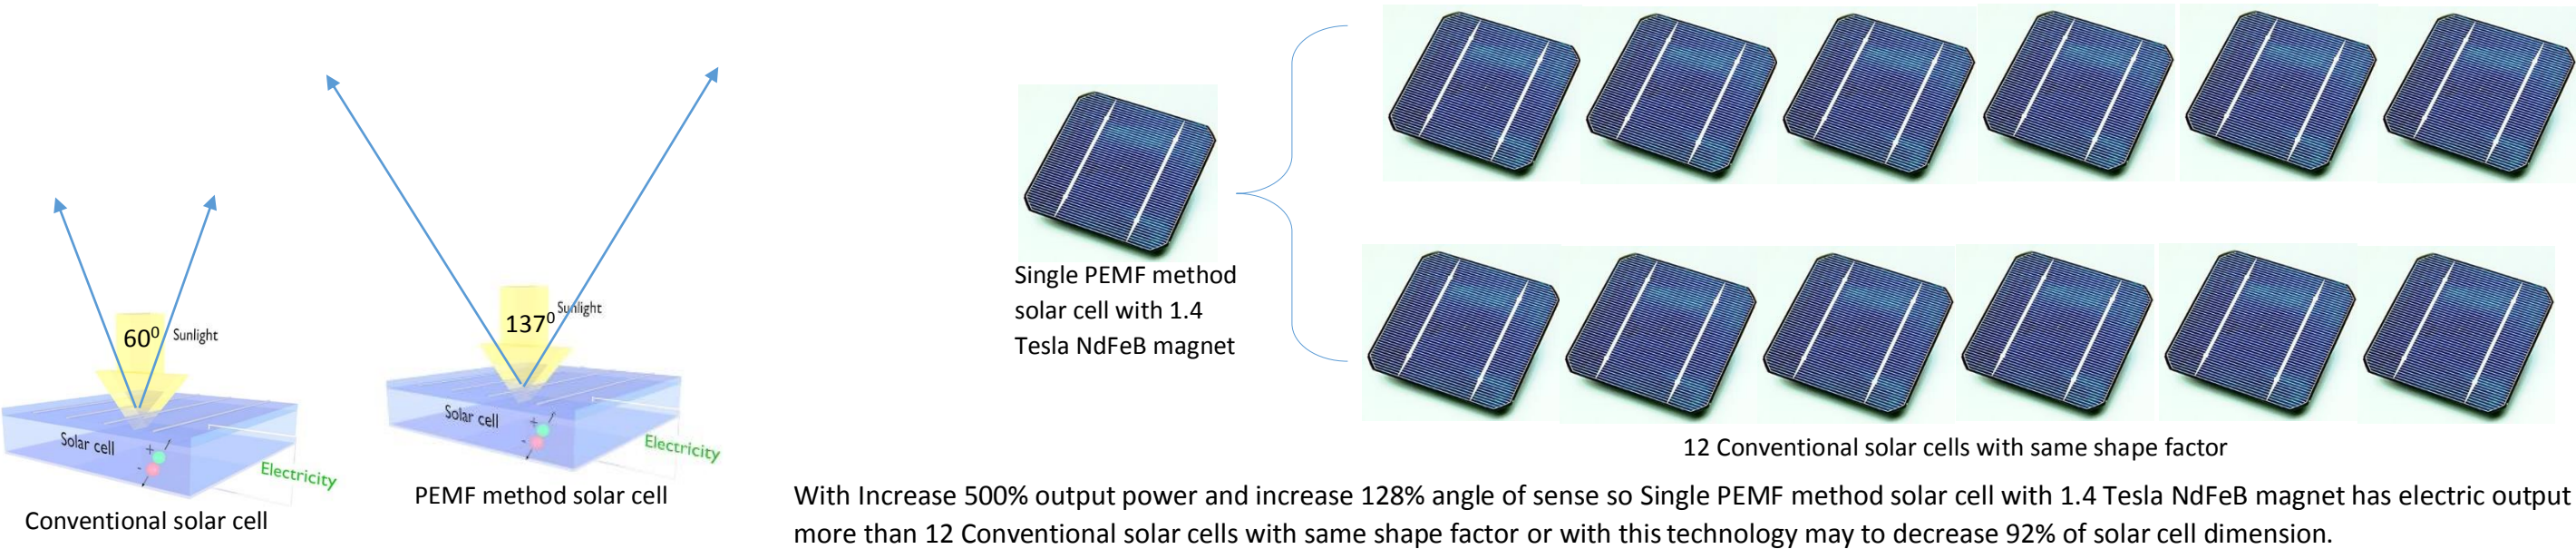 60⁰
Sunlight
Solar cell
+
-
Electricity
Conventional solar cell
137⁰
Sunlight
Solar cell
+
-
Electricity
PEMF method solar cell
Single PEMF method
solar cell with 1.4
Tesla NdFeB magnet
12 Conventional solar cells with same shape factor
With Increase 500% output power and increase 128% angle of sense so Single PEMF method solar cell with 1.4 Tesla NdFeB magnet has electric output
more than 12 Conventional solar cells with same shape factor or with this technology may to decrease 92% of solar cell dimension.